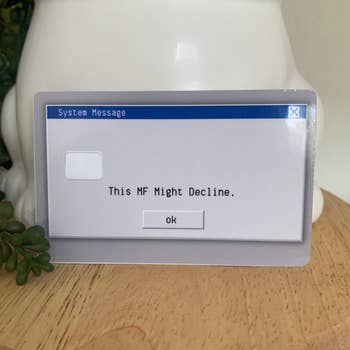 System Message
This MF Might Decline.
ok